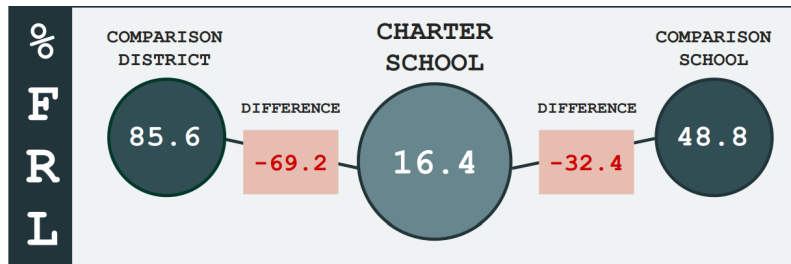 %
F
R
L
COMPARISON
DISTRICT
85.6
DIFFERENCE
-69.2
CHARTER
SCHOOL
16.4
DIFFERENCE
-32.4
COMPARISON
SCHOOL
48.8